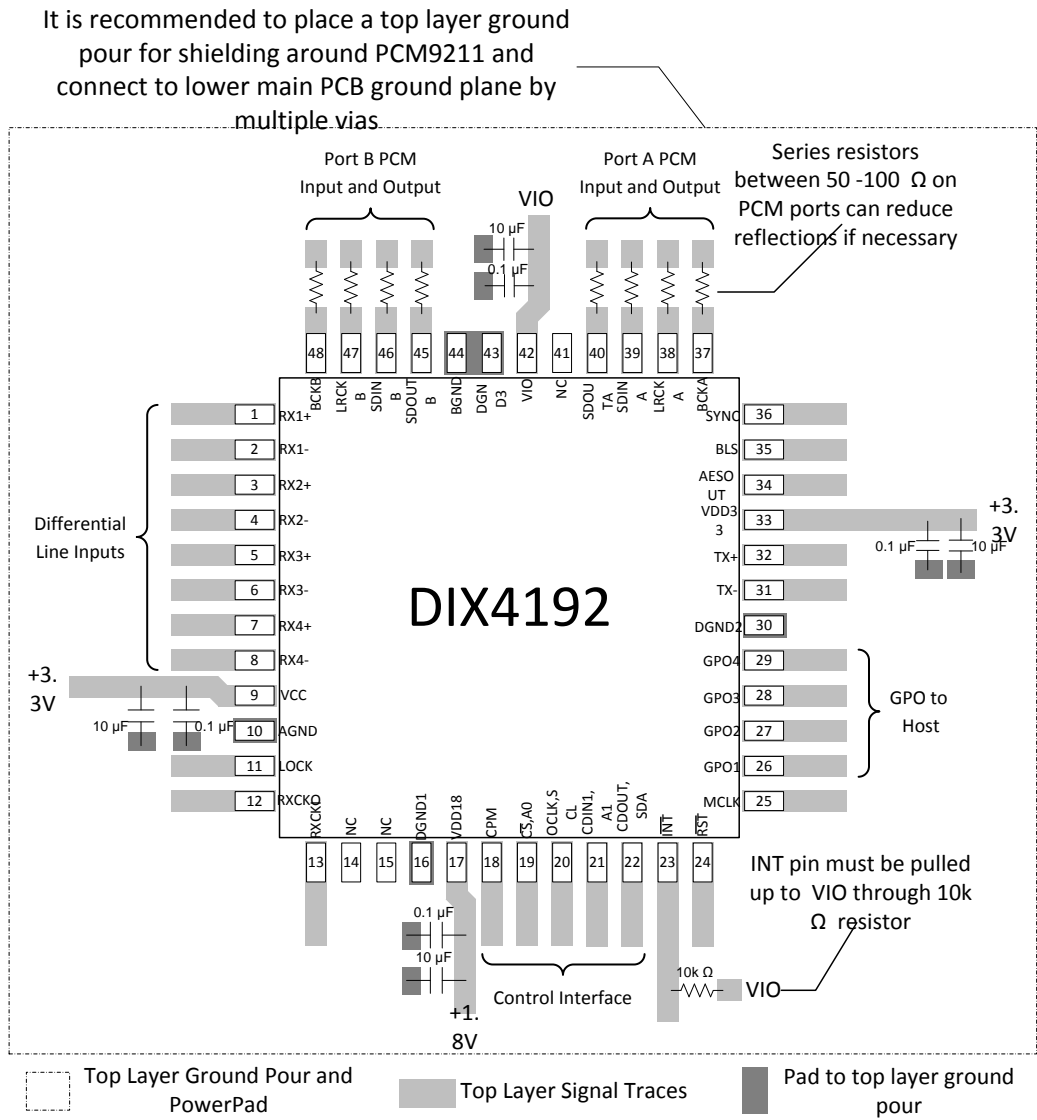 It is recommended to place a top layer ground
pour for shielding around PCM9211 and
connect to lower main PCB ground plane by
multiple vias
Port B PCM
Input and Output
VIO
10 µF
0.1 µF
Port A PCM
Input and Output
Series resistors
between 50 -100 Ω on
PCM ports can reduce
reflections if necessary
48
47
46
45
44
43
42
41
40
39
38
37
BCKB
LRCK
B
SDIN
B
SDOUT
B
BGND
DGN
D3
VIO
NC
SDOU
TA
SDIN
A
LRCK
A
BCKA
Differential
Line Inputs
1 RX1+
2 RX1-
3 RX2+
4 RX2-
5 RX3+
6 RX3-
7 RX4+
8 RX4-
9 VCC
10 AGND
11 LOCK
12 RXCKO
+3.
3V
10 µF
0.1 µF
DIX4192
SYNC 36
BLS 35
AESO
UT 34
VDD3
3 33
TX+ 32
TX- 31
DGND2 30
GPO4 29
GPO3 28
GPO2 27
GPO1 26
MCLK 25
+3.
3V
0.1 µF
10 µF
GPO to
Host
RXCKI
NC
NC
DGND1
VDD18
CPM
CS,A0
OCLK,S
CL
CDIN1,
A1
CDOUT,
SDA
INT
RST
13
14
15
16
17
18
19
20
21
22
23
24
0.1 µF
10 µF
+1.
8V
Control Interface
INT pin must be pulled
up to VIO through 10k
Ω resistor
10k Ω
VIO
Top Layer Ground Pour and
PowerPad
Top Layer Signal Traces
Pad to top layer ground
pour